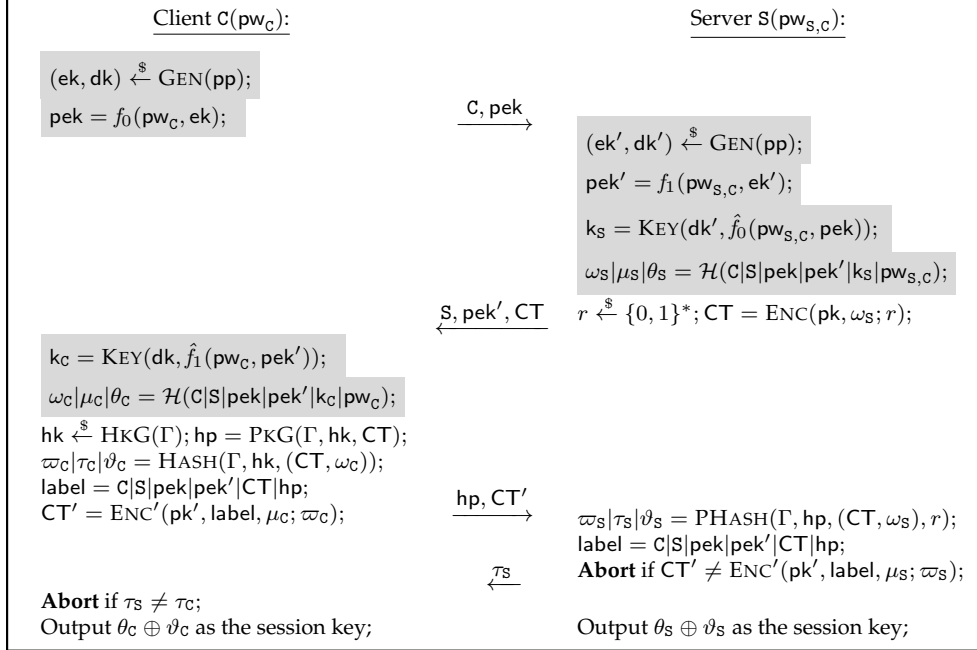 Client C(pw_C):
Server S(pw_{S,C}):
(ek, dk) ←$ GEN(pp);
pek = f_0(pw_C, ek);
C, pek
(ek′, dk′) ←$ GEN(pp);
pek′ = f_1(pw_{S,C}, ek′);
k_S = KEY(dk′, f̂_0(pw_{S,C}, pek));
ω_S|μ_S|θ_S = ℋ(C|S|pek|pek′|k_S|pw_{S,C});
S, pek′, CT
r ←$ {0, 1}*; CT = ENC(pk, ω_S; r);
k_C = KEY(dk, f̂_1(pw_C, pek′));
ω_C|μ_C|θ_C = ℋ(C|S|pek|pek′|k_C|pw_C);
hk ←$ HKG(Γ); hp = PKG(Γ, hk, CT);
ϖ_C|τ_C|ϑ_C = HASH(Γ, hk, (CT, ω_C));
label = C|S|pek|pek′|CT|hp;
CT′ = ENC′(pk′, label, μ_C; ϖ_C);
hp, CT′
ϖ_S|τ_S|ϑ_S = PHASH(Γ, hp, (CT, ω_S), r);
label = C|S|pek|pek′|CT|hp;
Abort if CT′ ≠ ENC′(pk′, label, μ_S; ϖ_S);
τ_S
Abort if τ_S ≠ τ_C;
Output θ_C ⊕ ϑ_C as the session key;
Output θ_S ⊕ ϑ_S as the session key;